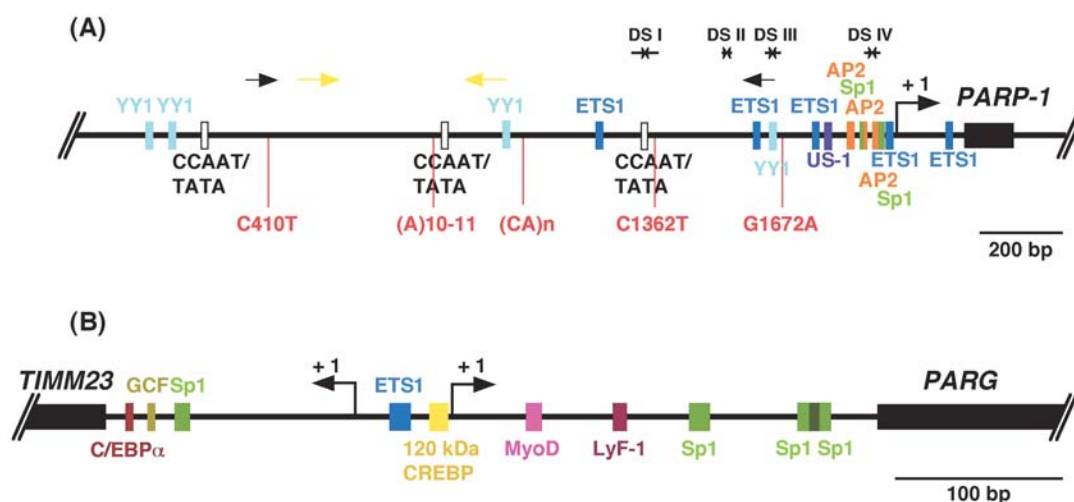 (A)
DS I DS II DS III DS IV
AP2
Sp1
YY1 YY1 YY1 ETS1 ETS1 ETS1 AP2 + 1 PARP-1
CCAAT/ CCAAT/ CCAAT/ YY1 US-1 ETS1 ETS1
TATA TATA TATA AP2
Sp1
C410T (A)10-11 (CA)n C1362T G1672A
200 bp
(B)
TIMM23 GCF Sp1 + 1 ETS1 + 1 PARG
C/EBPα 120 kDa MyoD LyF-1 Sp1 Sp1 Sp1
CREBP
100 bp